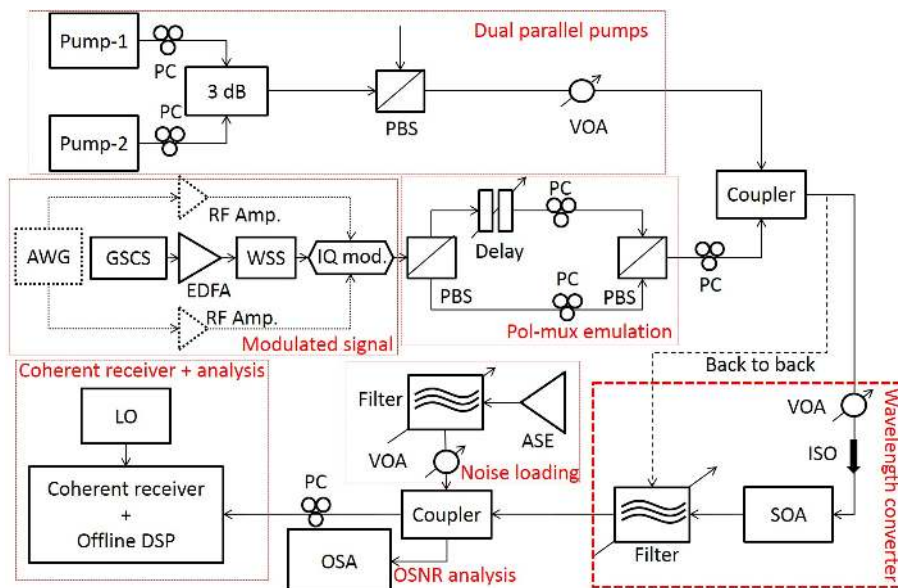 Dual parallel pumps
Pump-1
PC
3 dB
PC
Pump-2
PBS
VOA
Coupler
RF Amp.
AWG
GSCS
EDFA
WSS
IQ mod.
RF Amp.
Modulated signal
PC
Delay
PBS
PC
PBS
Pol-mux emulation
PC
Back to back
Coherent receiver + analysis
LO
Coherent receiver
+
Offline DSP
PC
Filter
ASE
VOA
Noise loading
Coupler
OSA
OSNR analysis
Wavelength converter
VOA
ISO
SOA
Filter